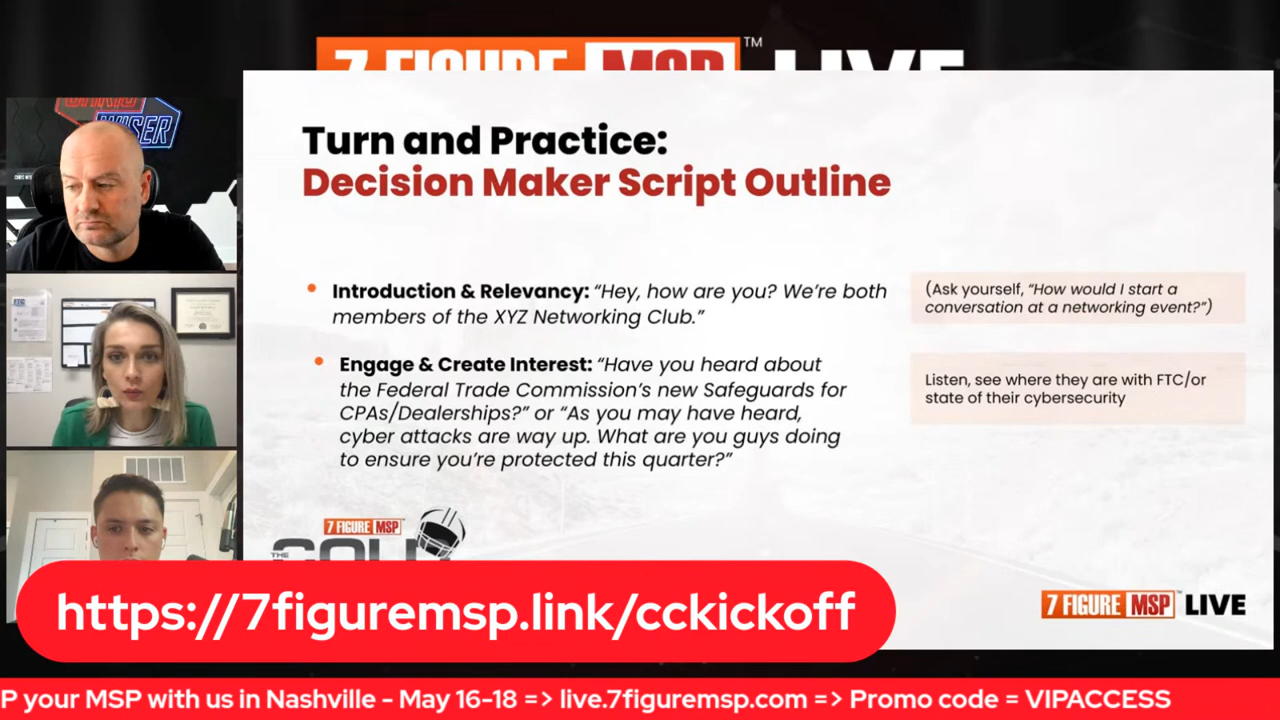 7 FIGURE MSP™ LIVE
Turn and Practice:
Decision Maker Script Outline
• Introduction & Relevancy: “Hey, how are you? We’re both
members of the XYZ Networking Club.”
(Ask yourself, “How would I start a
conversation at a networking event?”)
• Engage & Create Interest: “Have you heard about
the Federal Trade Commission’s new Safeguards for
CPAs/Dealerships?” or “As you may have heard,
cyber attacks are way up. What are you guys doing
to ensure you’re protected this quarter?”
Listen, see where they are with FTC/or
state of their cybersecurity
7 FIGURE MSP
THE
https://7figuremsp.link/cckickoff
7 FIGURE MSP LIVE
P your MSP with us in Nashville - May 16-18 => live.7figuremsp.com => Promo code = VIPACCESS